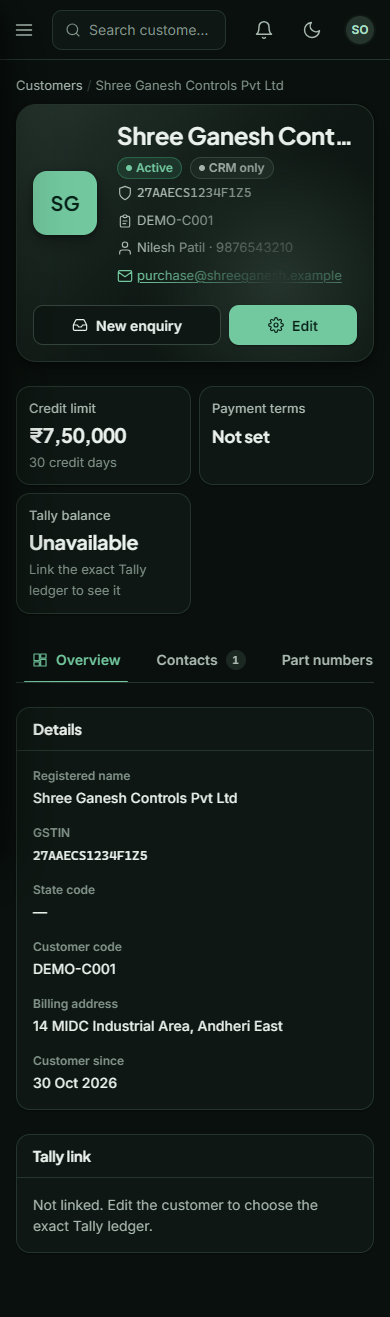 Search custome...
SO
Customers / Shree Ganesh Controls Pvt Ltd
SG
Shree Ganesh Cont...
Active
CRM only
27AAECS1234F1Z5
DEMO-C001
Nilesh Patil · 9876543210
purchase@shreeganesh.example
New enquiry
Edit
Credit limit
₹7,50,000
30 credit days
Payment terms
Not set
Tally balance
Unavailable
Link the exact Tally
ledger to see it
Overview
Contacts 1
Part numbers
Details
Registered name
Shree Ganesh Controls Pvt Ltd
GSTIN
27AAECS1234F1Z5
State code
—
Customer code
DEMO-C001
Billing address
14 MIDC Industrial Area, Andheri East
Customer since
30 Oct 2026
Tally link
Not linked. Edit the customer to choose the
exact Tally ledger.